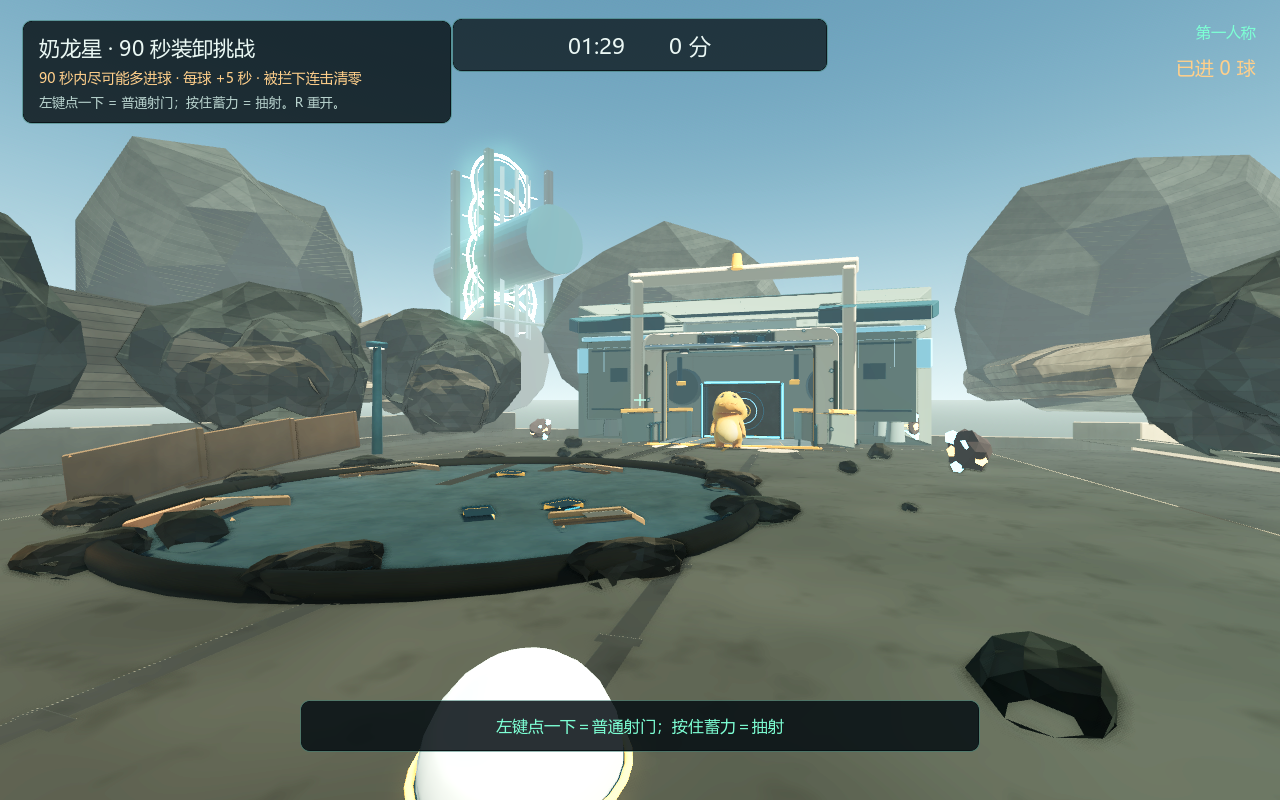 奶龙星 · 90 秒装卸挑战
90 秒内尽可能多进球 · 每球 +5 秒 · 被拦下连击清零
左键点一下 = 普通射门；按住蓄力 = 抽射。R 重开。
01:29 0 分
第一人称
已进 0 球
左键点一下 = 普通射门；按住蓄力 = 抽射